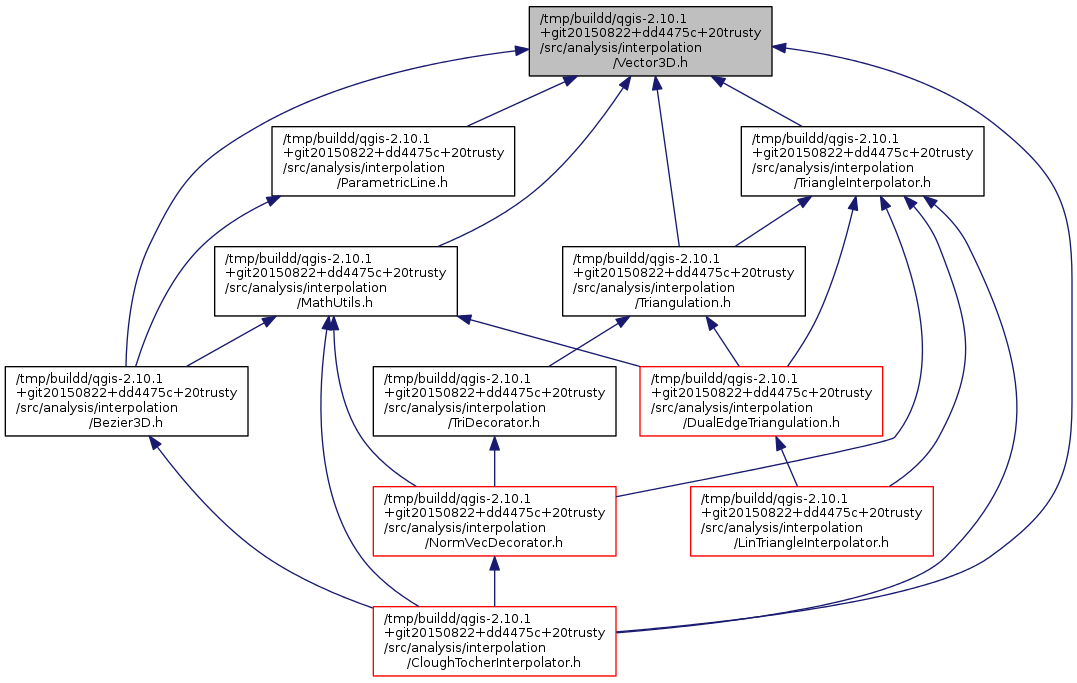 /tmp/buildd/qgis-2.10.1
+git20150822+dd4475c+20trusty
/src/analysis/interpolation
/Vector3D.h
/tmp/buildd/qgis-2.10.1
+git20150822+dd4475c+20trusty
/src/analysis/interpolation
/ParametricLine.h
/tmp/buildd/qgis-2.10.1
+git20150822+dd4475c+20trusty
/src/analysis/interpolation
/TriangleInterpolator.h
/tmp/buildd/qgis-2.10.1
+git20150822+dd4475c+20trusty
/src/analysis/interpolation
/MathUtils.h
/tmp/buildd/qgis-2.10.1
+git20150822+dd4475c+20trusty
/src/analysis/interpolation
/Triangulation.h
/tmp/buildd/qgis-2.10.1
+git20150822+dd4475c+20trusty
/src/analysis/interpolation
/Bezier3D.h
/tmp/buildd/qgis-2.10.1
+git20150822+dd4475c+20trusty
/src/analysis/interpolation
/TriDecorator.h
/tmp/buildd/qgis-2.10.1
+git20150822+dd4475c+20trusty
/src/analysis/interpolation
/DualEdgeTriangulation.h
/tmp/buildd/qgis-2.10.1
+git20150822+dd4475c+20trusty
/src/analysis/interpolation
/NormVecDecorator.h
/tmp/buildd/qgis-2.10.1
+git20150822+dd4475c+20trusty
/src/analysis/interpolation
/LinTriangleInterpolator.h
/tmp/buildd/qgis-2.10.1
+git20150822+dd4475c+20trusty
/src/analysis/interpolation
/CloughTocherInterpolator.h